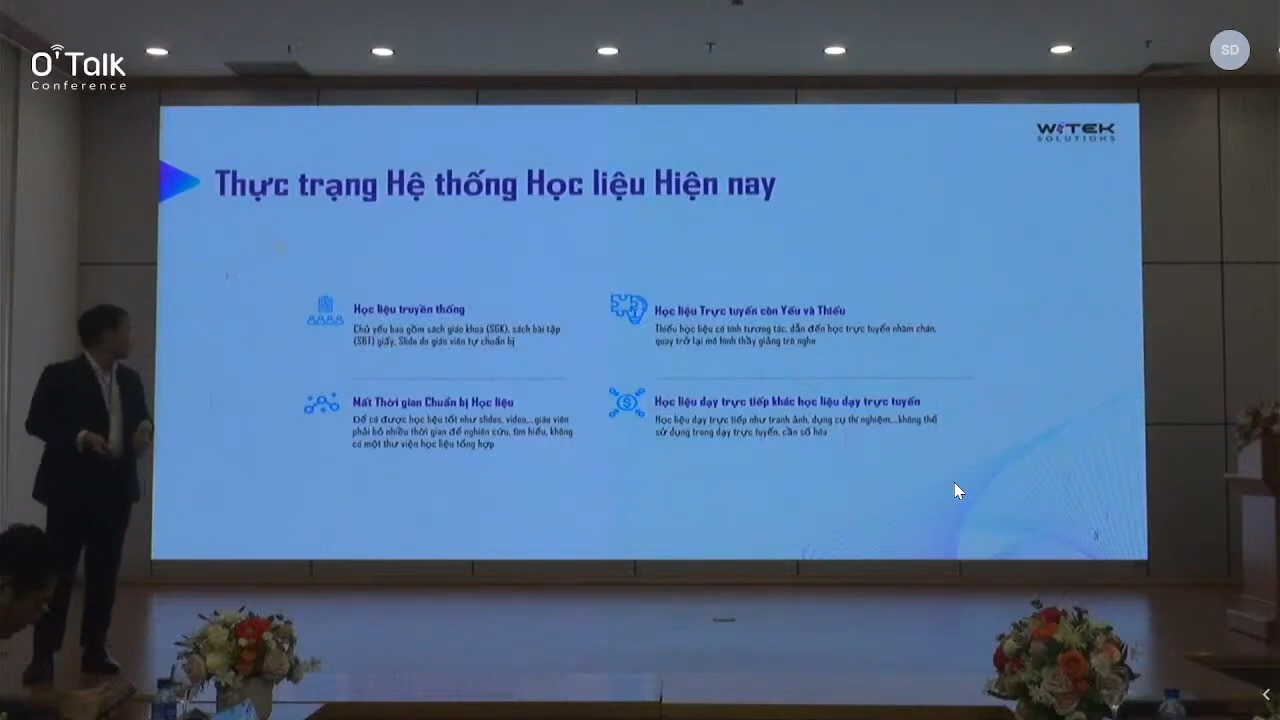 O'Talk
Conference
SD
WITEK
SOLUTIONS
Thực trạng Hệ thống Học liệu Hiện nay
Học liệu truyền thống
Chủ yếu bao gồm sách giáo khoa (SGK), sách bài tập
(SBT) giấy, Slide do giáo viên tự chuẩn bị
Học liệu Trực tuyến còn Yếu và Thiếu
Thiếu học liệu có tính tương tác, dẫn đến học trực tuyến nhàm chán,
quay trở lại mô hình thầy giảng trò nghe
Mất Thời gian Chuẩn bị Học liệu
Để có được học liệu tốt như slides, video,...giáo viên
phải bỏ nhiều thời gian để nghiên cứu, tìm hiểu, không
có một thư viện học liệu tổng hợp
Học liệu dạy trực tiếp khác học liệu dạy trực tuyến
Học liệu dạy trực tiếp như tranh ảnh, dụng cụ thí nghiệm,...không thể
sử dụng trong dạy trực tuyến, cần số hóa
8